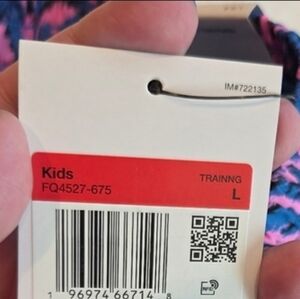 IM#722135
Kids
TRAINNG
FQ4527-675
L
1 96974 66714 8